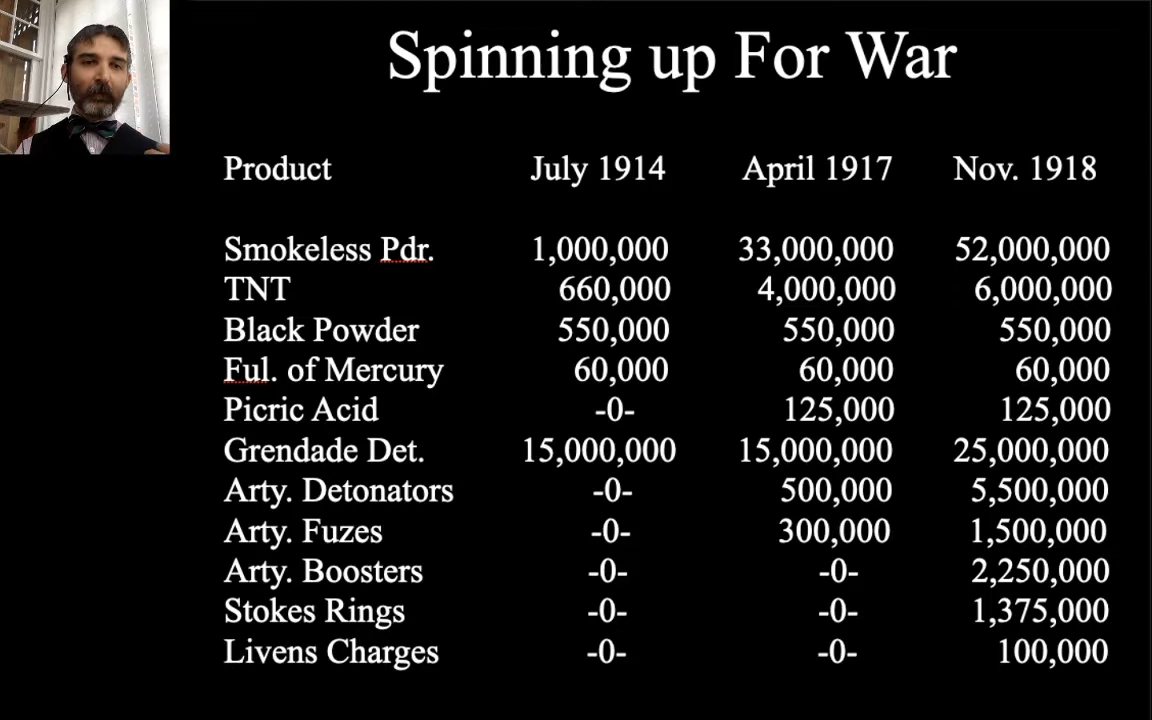 Spinning up For War
Product July 1914 April 1917 Nov. 1918
Smokeless Pdr. 1,000,000 33,000,000 52,000,000
TNT 660,000 4,000,000 6,000,000
Black Powder 550,000 550,000 550,000
Ful. of Mercury 60,000 60,000 60,000
Picric Acid -0- 125,000 125,000
Grendade Det. 15,000,000 15,000,000 25,000,000
Arty. Detonators -0- 500,000 5,500,000
Arty. Fuzes -0- 300,000 1,500,000
Arty. Boosters -0- -0- 2,250,000
Stokes Rings -0- -0- 1,375,000
Livens Charges -0- -0- 100,000